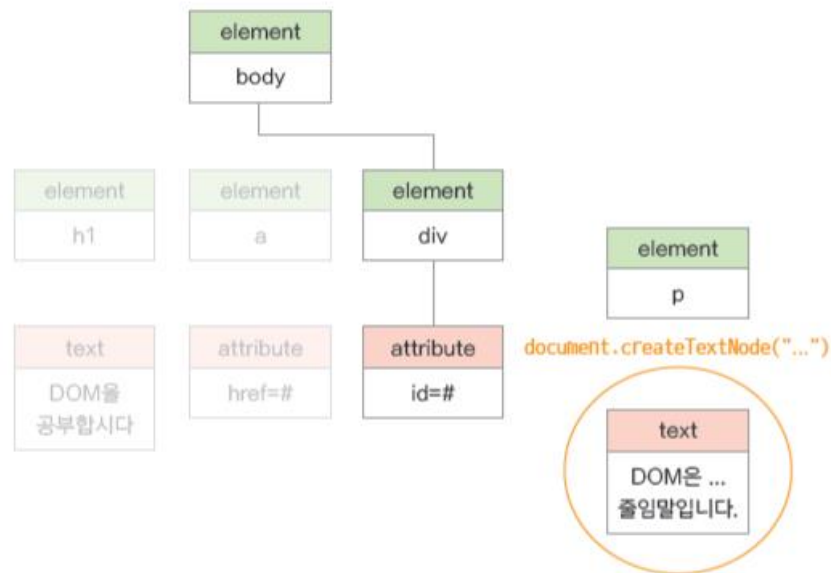 element
body
element
h1
element
a
element
div
element
p
text
DOM을
공부합시다
attribute
href=#
attribute
id=#
document.createTextNode("...")
text
DOM은 ...
줄임말입니다.